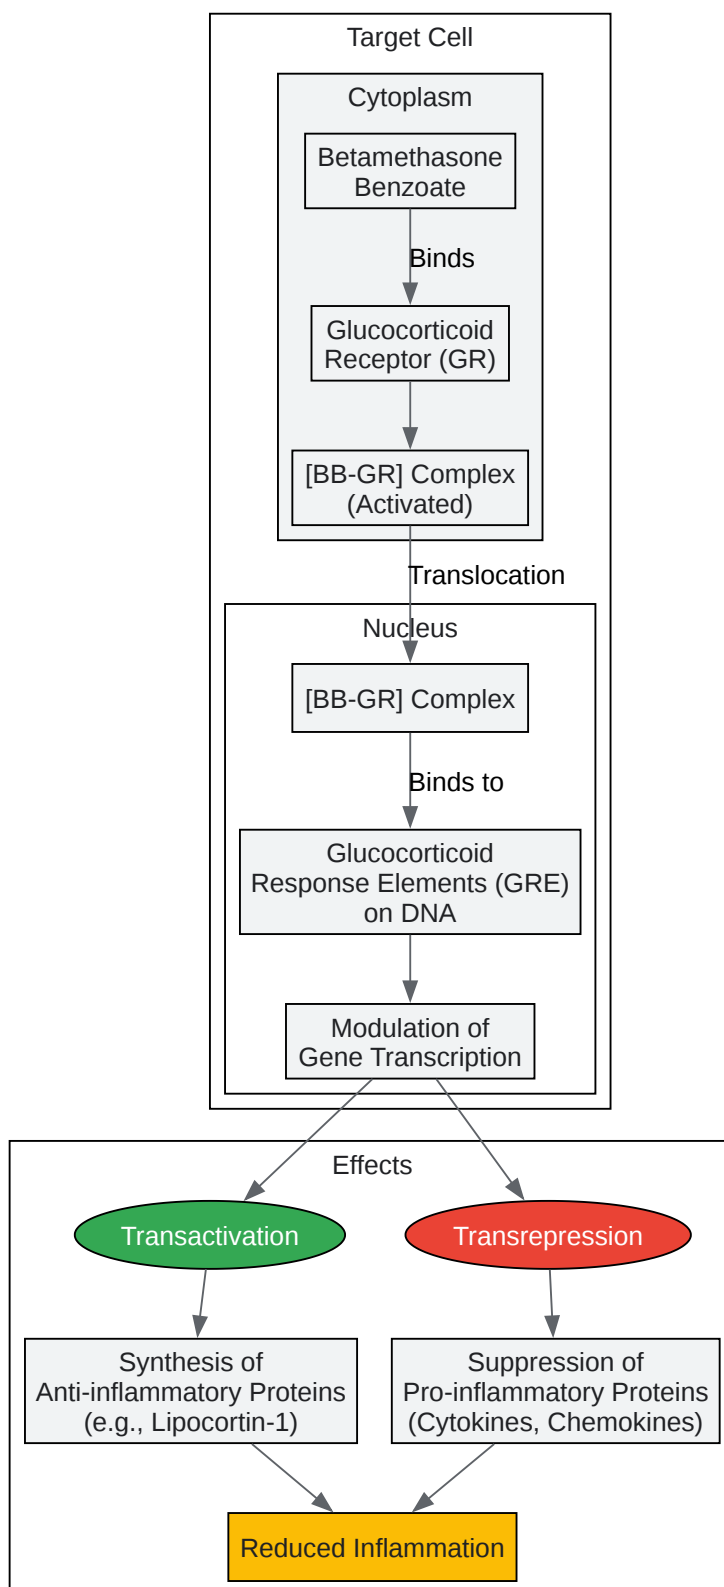 Target Cell
Cytoplasm
Betamethasone
Benzoate
Binds
Glucocorticoid
Receptor (GR)
[BB-GR] Complex
(Activated)
Translocation
Nucleus
[BB-GR] Complex
Binds to
Glucocorticoid
Response Elements (GRE)
on DNA
Modulation of
Gene Transcription
Effects
Transactivation
Transrepression
Synthesis of
Anti-inflammatory Proteins
(e.g., Lipocortin-1)
Suppression of
Pro-inflammatory Proteins
(Cytokines, Chemokines)
Reduced Inflammation